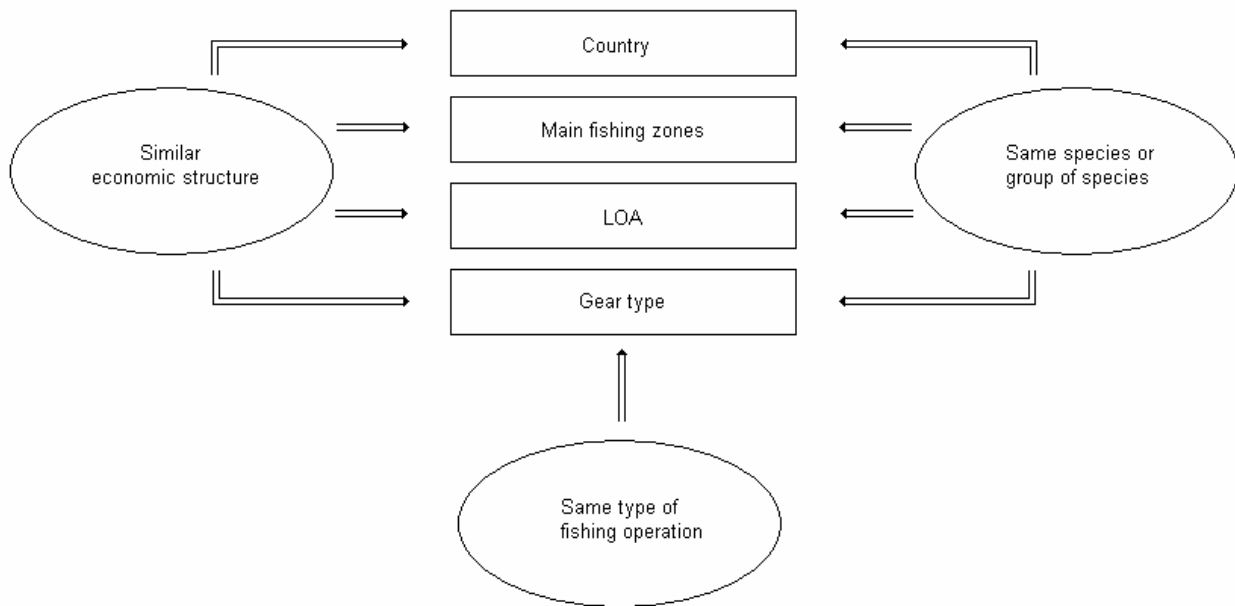 Country
Main fishing zones
LOA
Gear type
Similar
economic structure
Same species or
group of species
Same type of
fishing operation